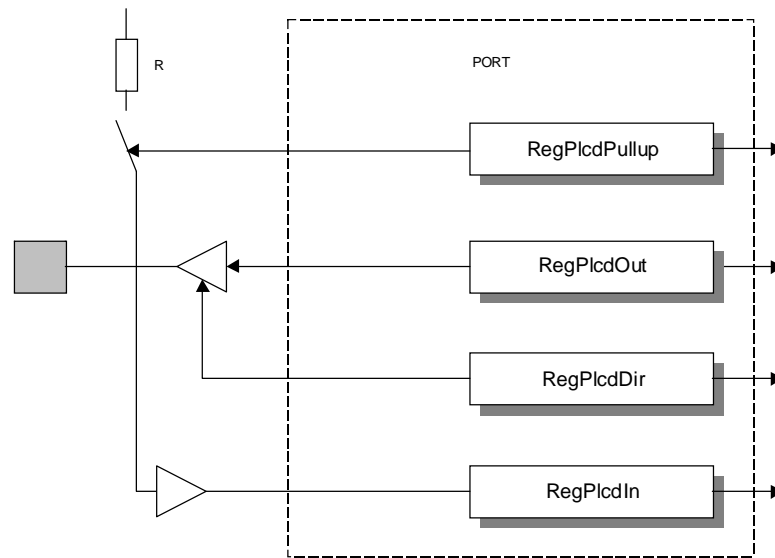 R
PORT
RegPlcdPullup
RegPlcdOut
RegPlcdDir
RegPlcdIn